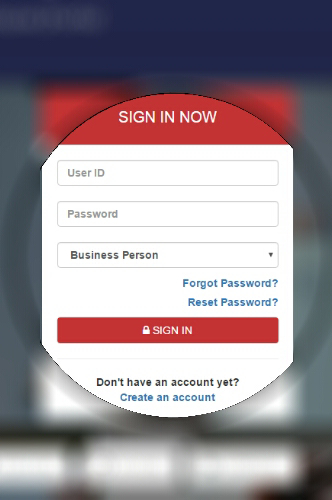 SIGN IN NOW
User ID
Password
Business Person
Forgot Password?
Reset Password?
SIGN IN
Don't have an account yet?
Create an account